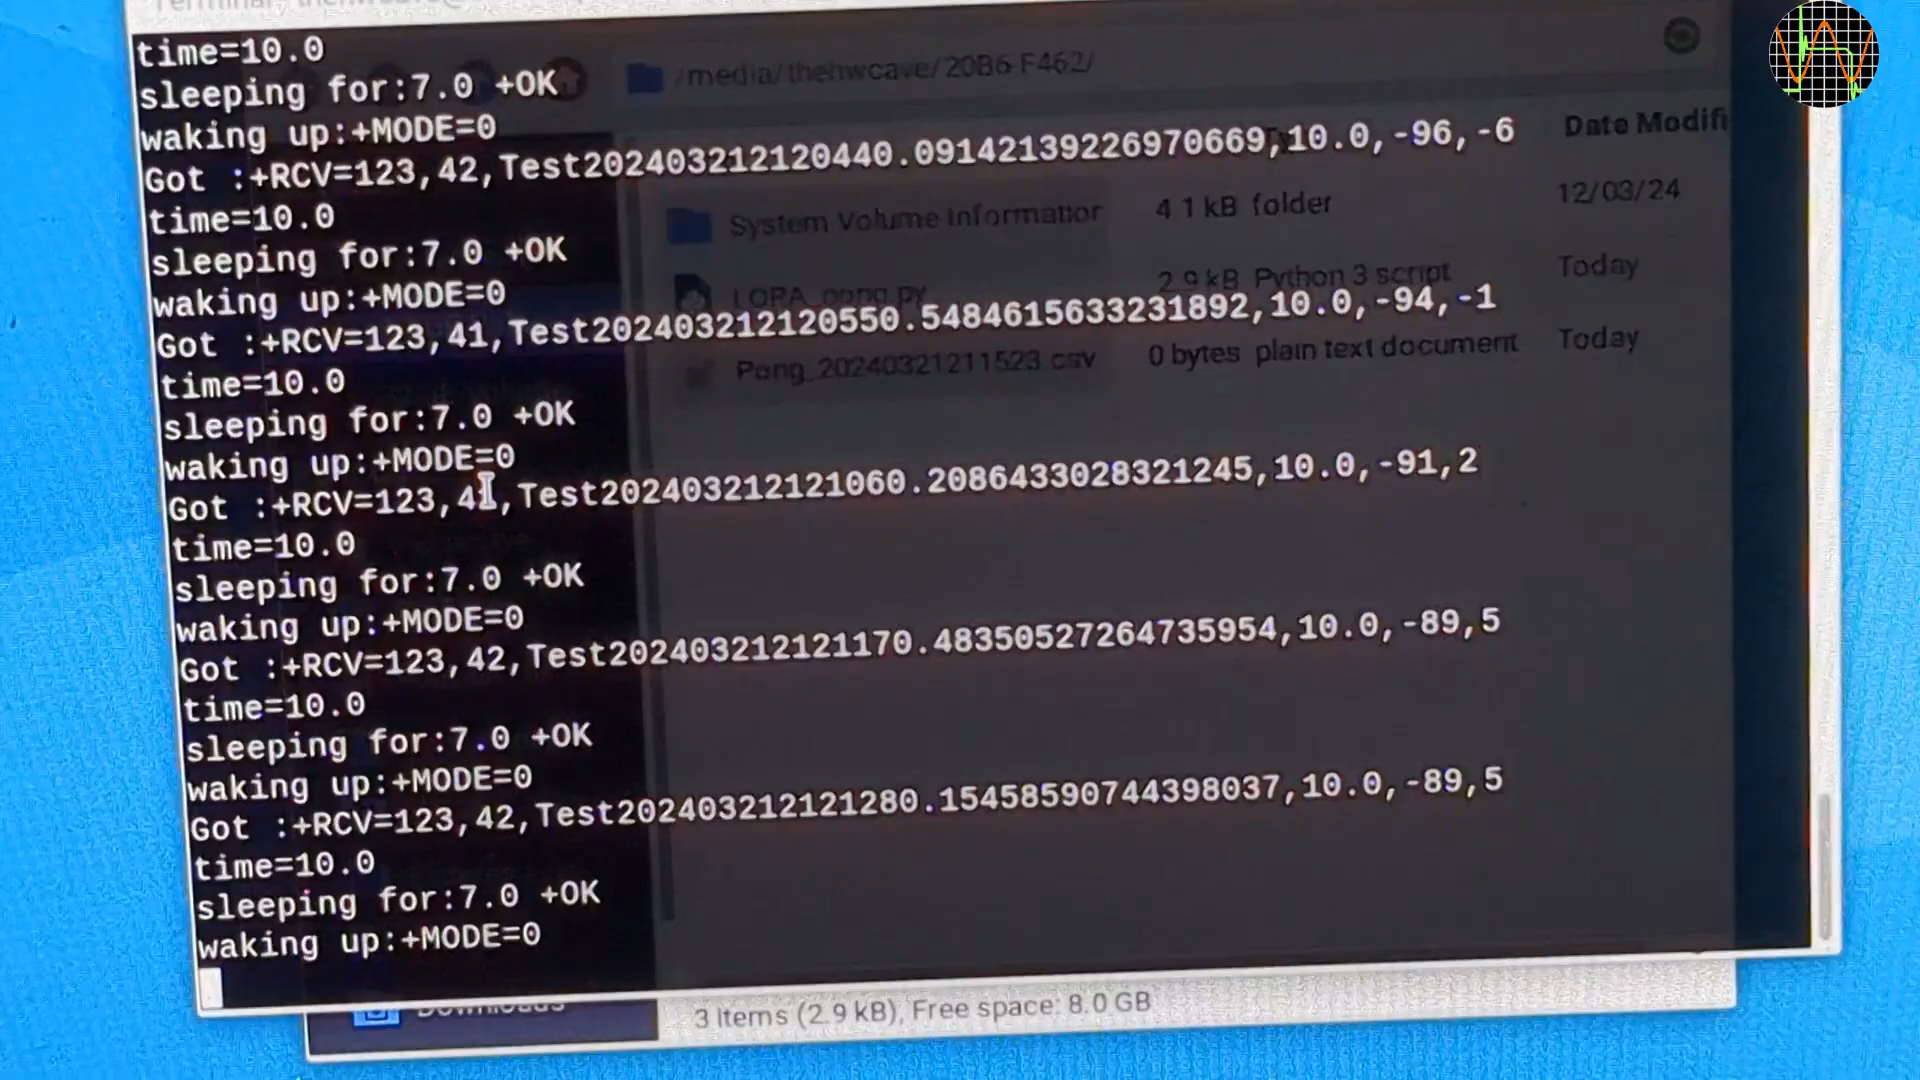 time=10.0
sleeping for:7.0 +OK
waking up:+MODE=0
Got :+RCV=123,42,Test202403212120440.09142139226970669,10.0,-96,-6
time=10.0
sleeping for:7.0 +OK
waking up:+MODE=0
Got :+RCV=123,41,Test202403212120550.5484615633231892,10.0,-94,-1
time=10.0
sleeping for:7.0 +OK
waking up:+MODE=0
Got :+RCV=123,41,Test202403212121060.2086433028321245,10.0,-91,2
time=10.0
sleeping for:7.0 +OK
waking up:+MODE=0
Got :+RCV=123,42,Test202403212121170.48350527264735954,10.0,-89,5
time=10.0
sleeping for:7.0 +OK
waking up:+MODE=0
Got :+RCV=123,42,Test202403212121280.15458590744398037,10.0,-89,5
time=10.0
sleeping for:7.0 +OK
waking up:+MODE=0
/media/thehwcave/20B6-F462/
Date Modifi
System Volume Information 4.1 kB folder 12/03/24
LORA_pong.py 2.9 kB Python 3 script Today
Pong_20240321211523.csv 0 bytes plain text document Today
Downloads
3 items (2.9 kB), Free space: 8.0 GB